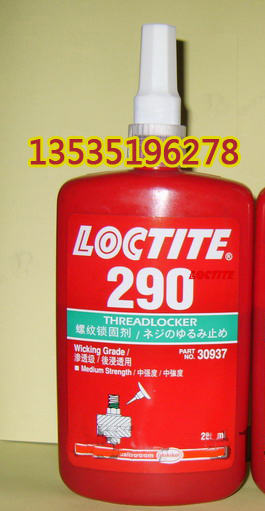 13535196278
LOCTITE®
290 LOCTITE
THREADLOCKER
螺纹锁固剂 / ネジのゆるみ止め
Wicking Grade /
渗透级 / 後浸透用
PART NO. 30937
■ Medium Strength / 中强度 / 中強度